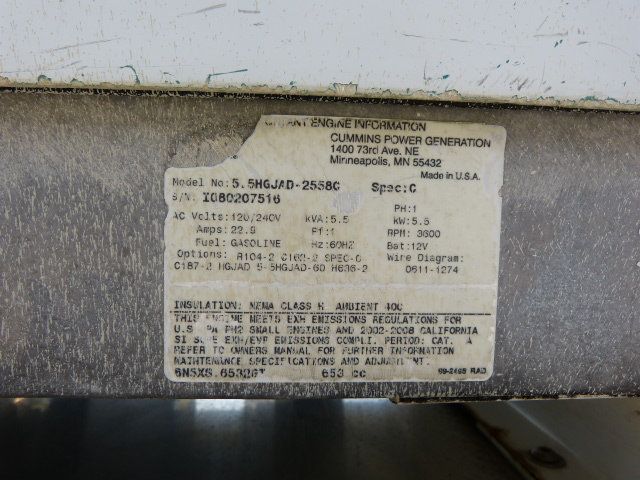 ENGINE INFORMATION
CUMMINS POWER GENERATION
1400 73rd Ave. NE
Minneapolis, MN 55432
Made in U.S.A.
Model No: 5.5HGJAD-2558C Spec: C
S/N: I080207516
AC Volts: 120/240V kVA: 5.5 PH: 1
Amps: 22.9 Pf: 1 kW: 5.5
Fuel: GASOLINE Hz: 60HZ RPM: 3600
Bat: 12V
Options: A104-2 C162-2 SPEC-C Wire Diagram:
C187-2 HGJAD 5-5HGJAD-60 H636-2 0611-1274
INSULATION: NEMA CLASS H AMBIENT 40C
THIS ENGINE MEETS EXH EMISSIONS REGULATIONS FOR
U.S. PH2 SMALL ENGINES AND 2002-2008 CALIFORNIA
SI EXH/EVP EMISSIONS COMPLI. PERIOD: CAT. A
REFER TO OWNERS MANUAL FOR FURTHER INFORMATION
MAINTENANCE SPECIFICATIONS AND ADJUSTMENT.
653 cc
99-2465 RAD